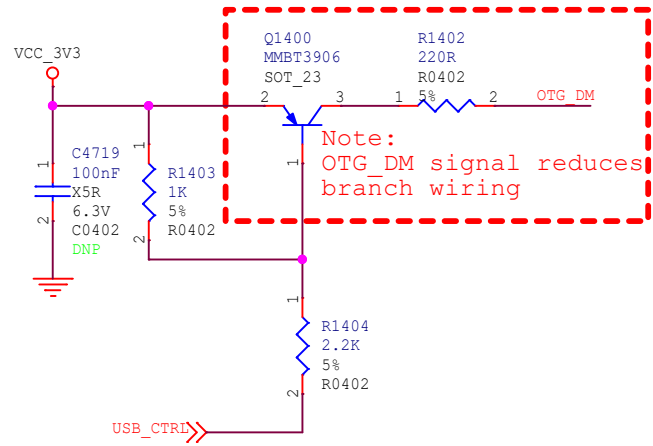 VCC_3V3
Q1400
MMBT3906
SOT_23
R1402
220R
R0402
5%
2
3
1
2
OTG_DM
Note:
OTG_DM signal reduces
branch wiring
1
1
C4719
100nF
X5R
6.3V
C0402
DNP
2
1
R1403
1K
5%
R0402
2
1
R1404
2.2K
5%
R0402
2
USB_CTRL